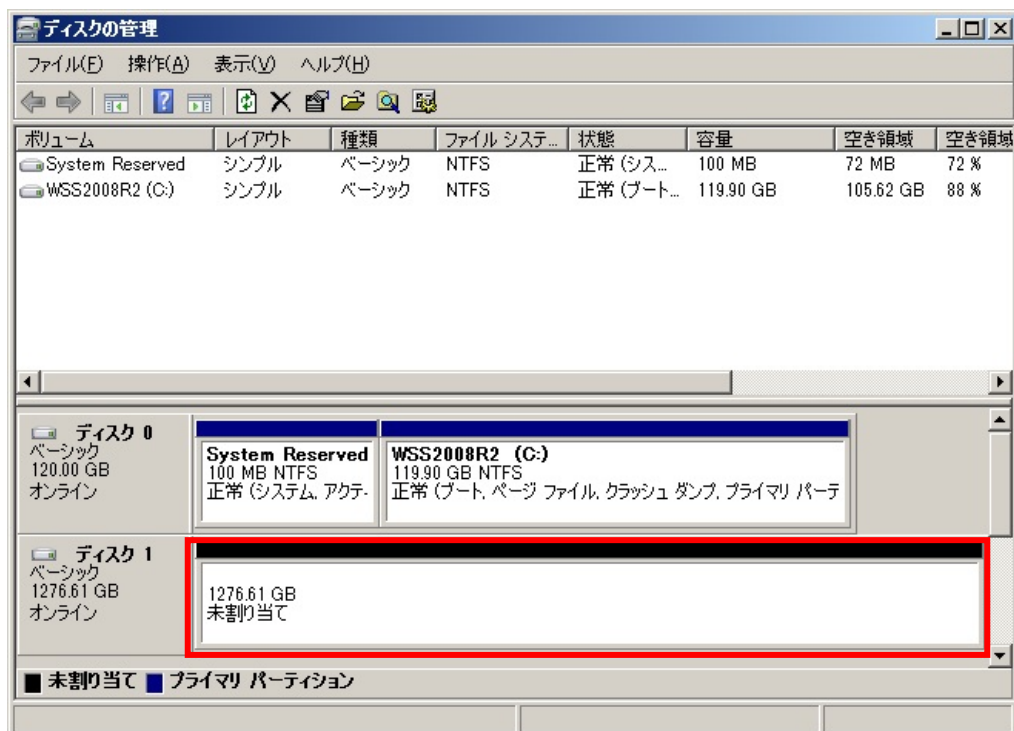 ディスクの管理
ファイル(F) 操作(A) 表示(V) ヘルプ(H)
ボリューム レイアウト 種類 ファイル システ... 状態 容量 空き領域 空き領域
System Reserved シンプル ベーシック NTFS 正常 (シス... 100 MB 72 MB 72 %
WSS2008R2 (C:) シンプル ベーシック NTFS 正常 (ブート... 119.90 GB 105.62 GB 88 %
ディスク 0
ベーシック
120.00 GB
オンライン
System Reserved
100 MB NTFS
正常 (システム, アクテ
WSS2008R2 (C:)
119.90 GB NTFS
正常 (ブート, ページ ファイル, クラッシュ ダンプ, プライマリ パーテ
ディスク 1
ベーシック
1276.61 GB
オンライン
1276.61 GB
未割り当て
未割り当て プライマリ パーティション